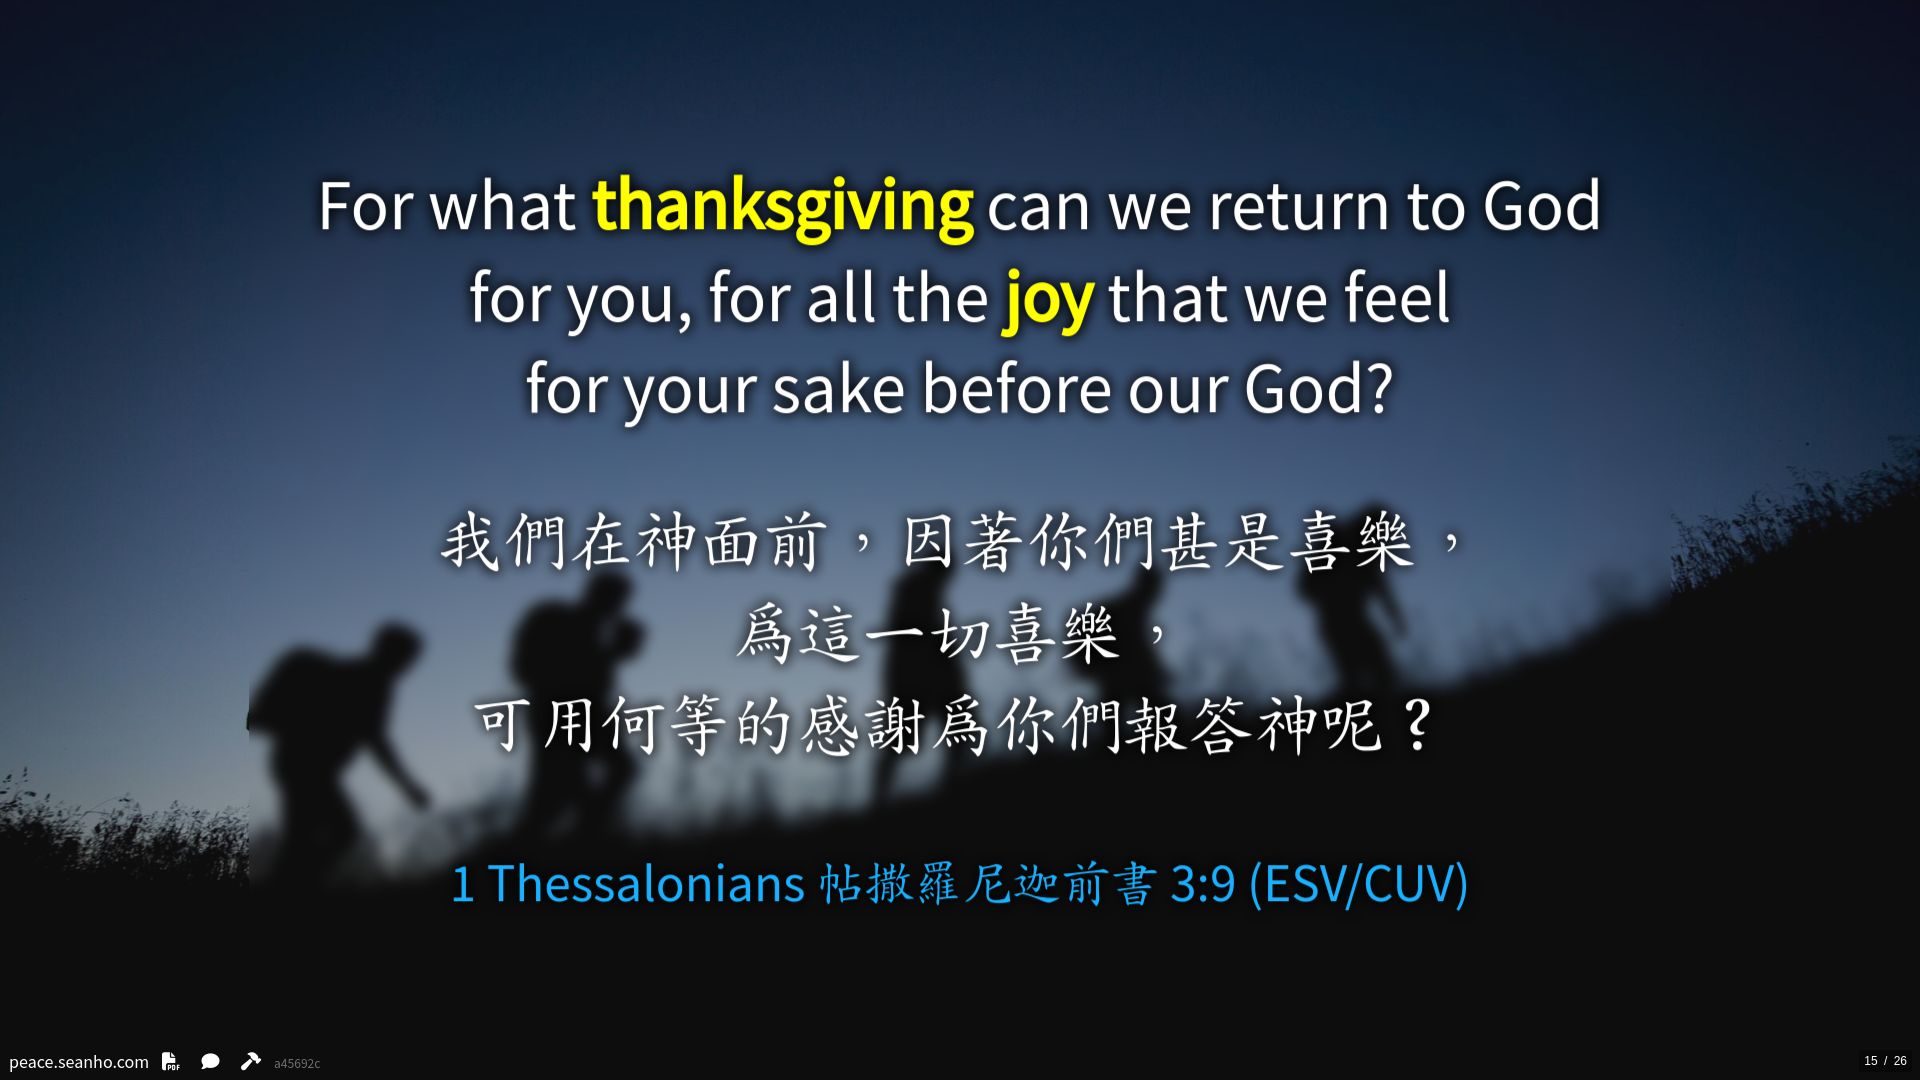 For what thanksgiving can we return to God
for you, for all the joy that we feel
for your sake before our God?
我們在神面前，因著你們甚是喜樂，
爲這一切喜樂，
可用何等的感謝爲你們報答神呢？
1 Thessalonians 帖撒羅尼迦前書 3:9 (ESV/CUV)
peace.seanho.com PDF a45692c
15 / 26